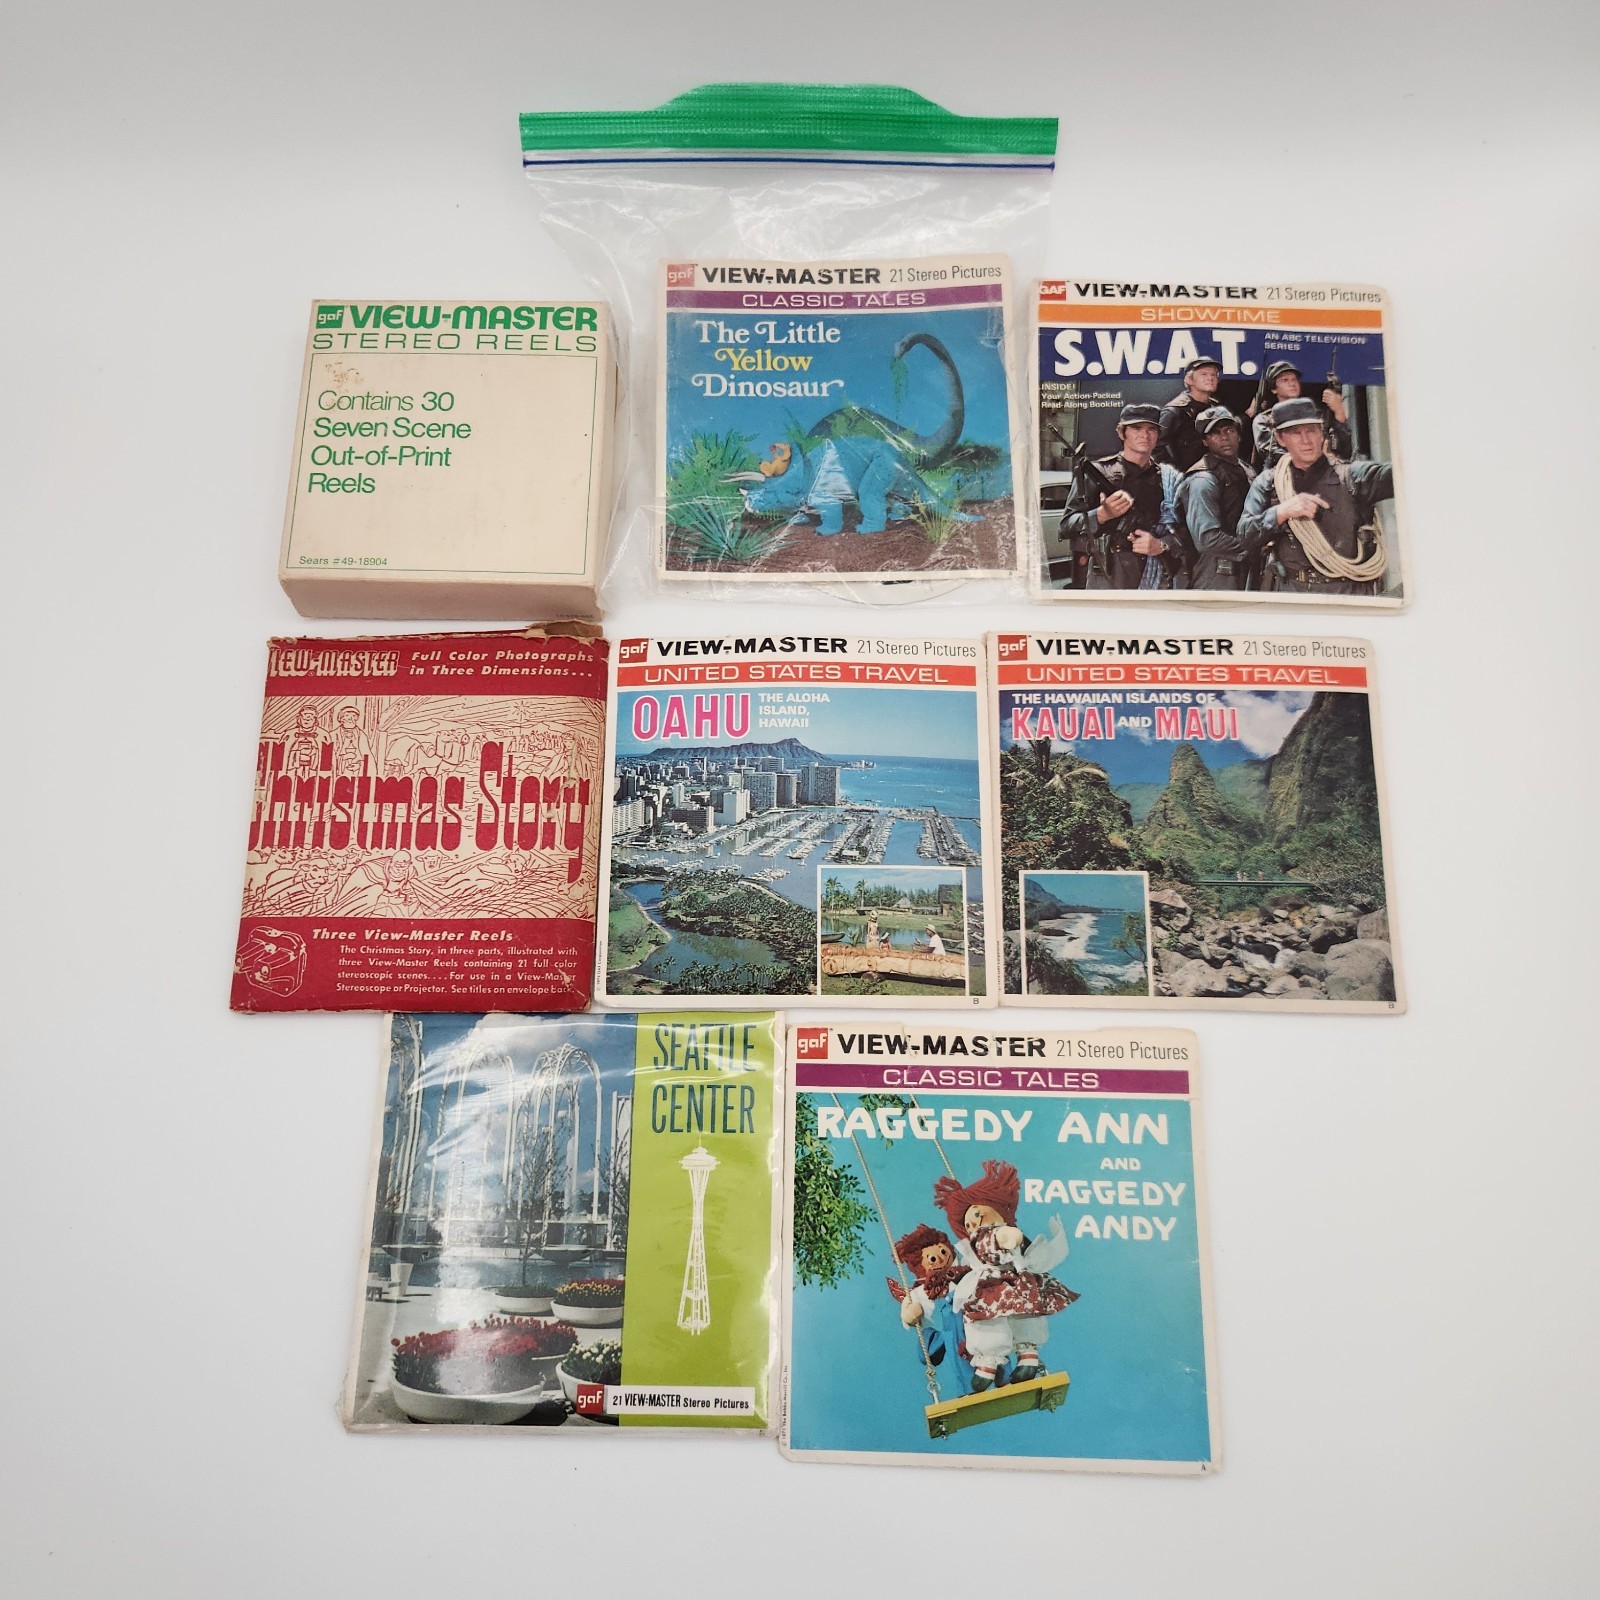 gaf VIEW-MASTER
STEREO REELS
Contains 30
Seven Scene
Out-of-Print
Reels
Sears #49-18904
gaf VIEW-MASTER 21 Stereo Pictures
CLASSIC TALES
The Little
Yellow
Dinosaur
GAF VIEW-MASTER 21 Stereo Pictures
SHOWTIME
S.W.A.T. AN ABC TELEVISION
SERIES
INSIDE!
Your Action-Packed
Read-Along Booklet!
VIEW-MASTER Full Color Photographs
in Three Dimensions...
Christmas Story
Three View-Master Reels
The Christmas Story, in three parts, illustrated with
three View-Master Reels containing 21 full color
stereoscopic scenes.... For use in a View-Master
Stereoscope or Projector. See titles on envelope back.
gaf VIEW-MASTER 21 Stereo Pictures
UNITED STATES TRAVEL
OAHU THE ALOHA
ISLAND,
HAWAII
B
gaf VIEW-MASTER 21 Stereo Pictures
UNITED STATES TRAVEL
THE HAWAIIAN ISLANDS OF
KAUAI AND MAUI
B
SEATTLE
CENTER
gaf 21 VIEW-MASTER Stereo Pictures
gaf VIEW-MASTER 21 Stereo Pictures
CLASSIC TALES
RAGGEDY ANN
AND
RAGGEDY
ANDY
A